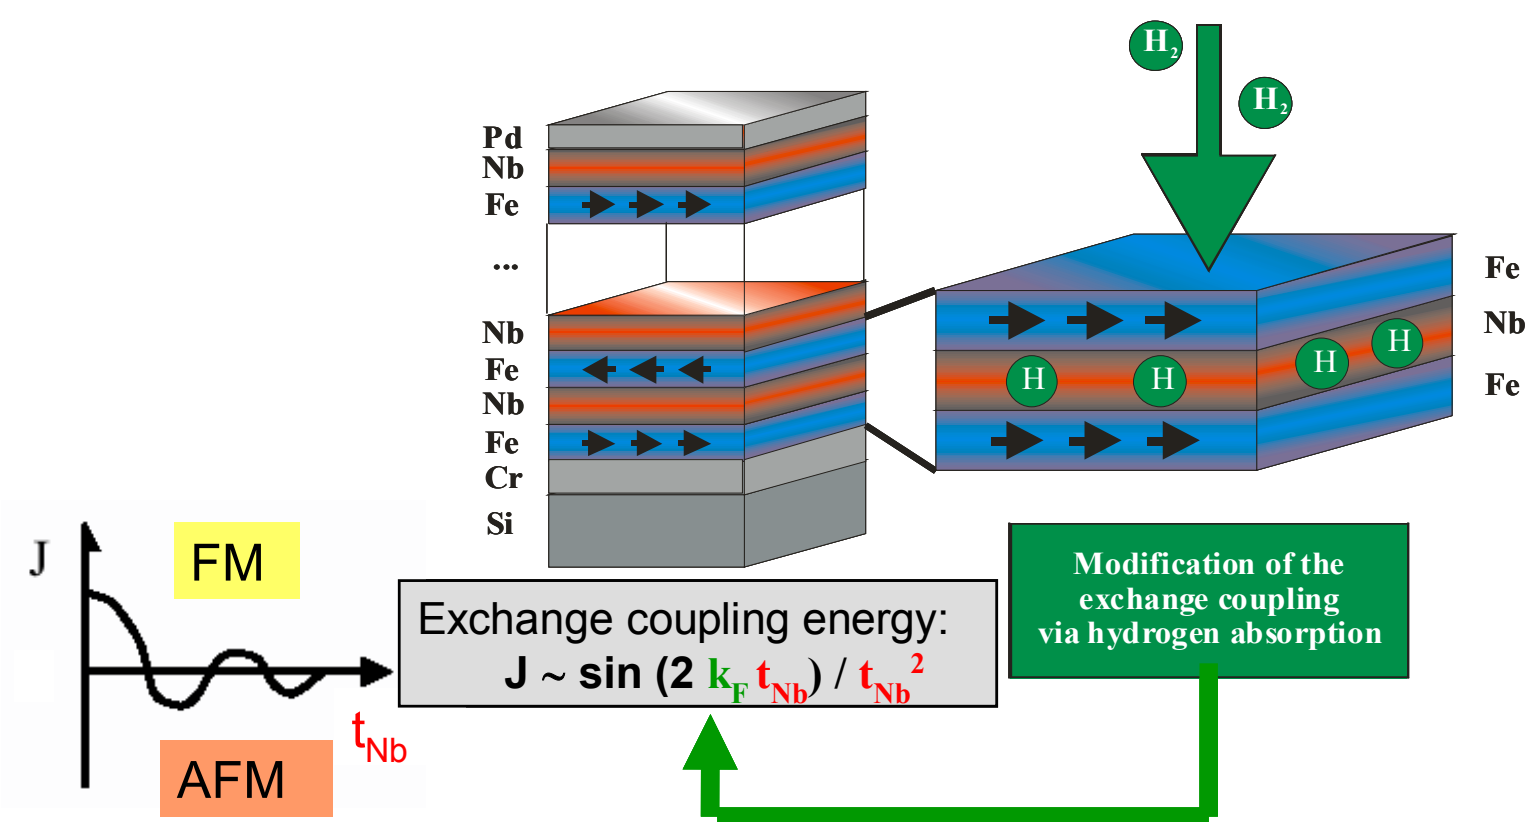 H₂
H₂
Pd
Nb
Fe
...
Nb
Fe
Nb
Fe
Cr
Si
Fe
Nb
Fe
H
H
H
H
J
FM
AFM
tNb
Exchange coupling energy:
J ~ sin (2 kF tNb) / tNb²
Modification of the
exchange coupling
via hydrogen absorption